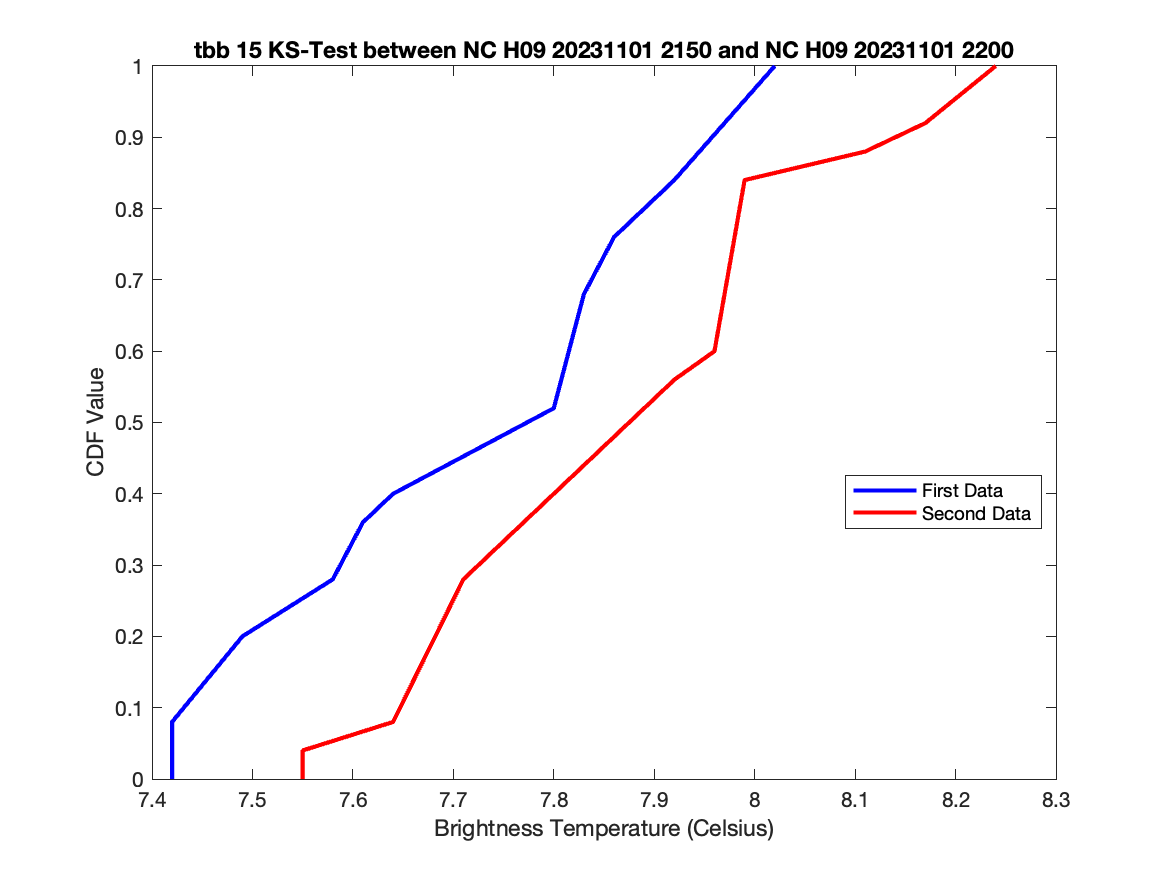 tbb 15 KS-Test between NC H09 20231101 2150 and NC H09 20231101 2200
1
0.9
0.8
0.7
0.6
0.5
0.4
0.3
0.2
0.1
0
CDF Value
First Data
Second Data
7.4 7.5 7.6 7.7 7.8 7.9 8 8.1 8.2 8.3
Brightness Temperature (Celsius)